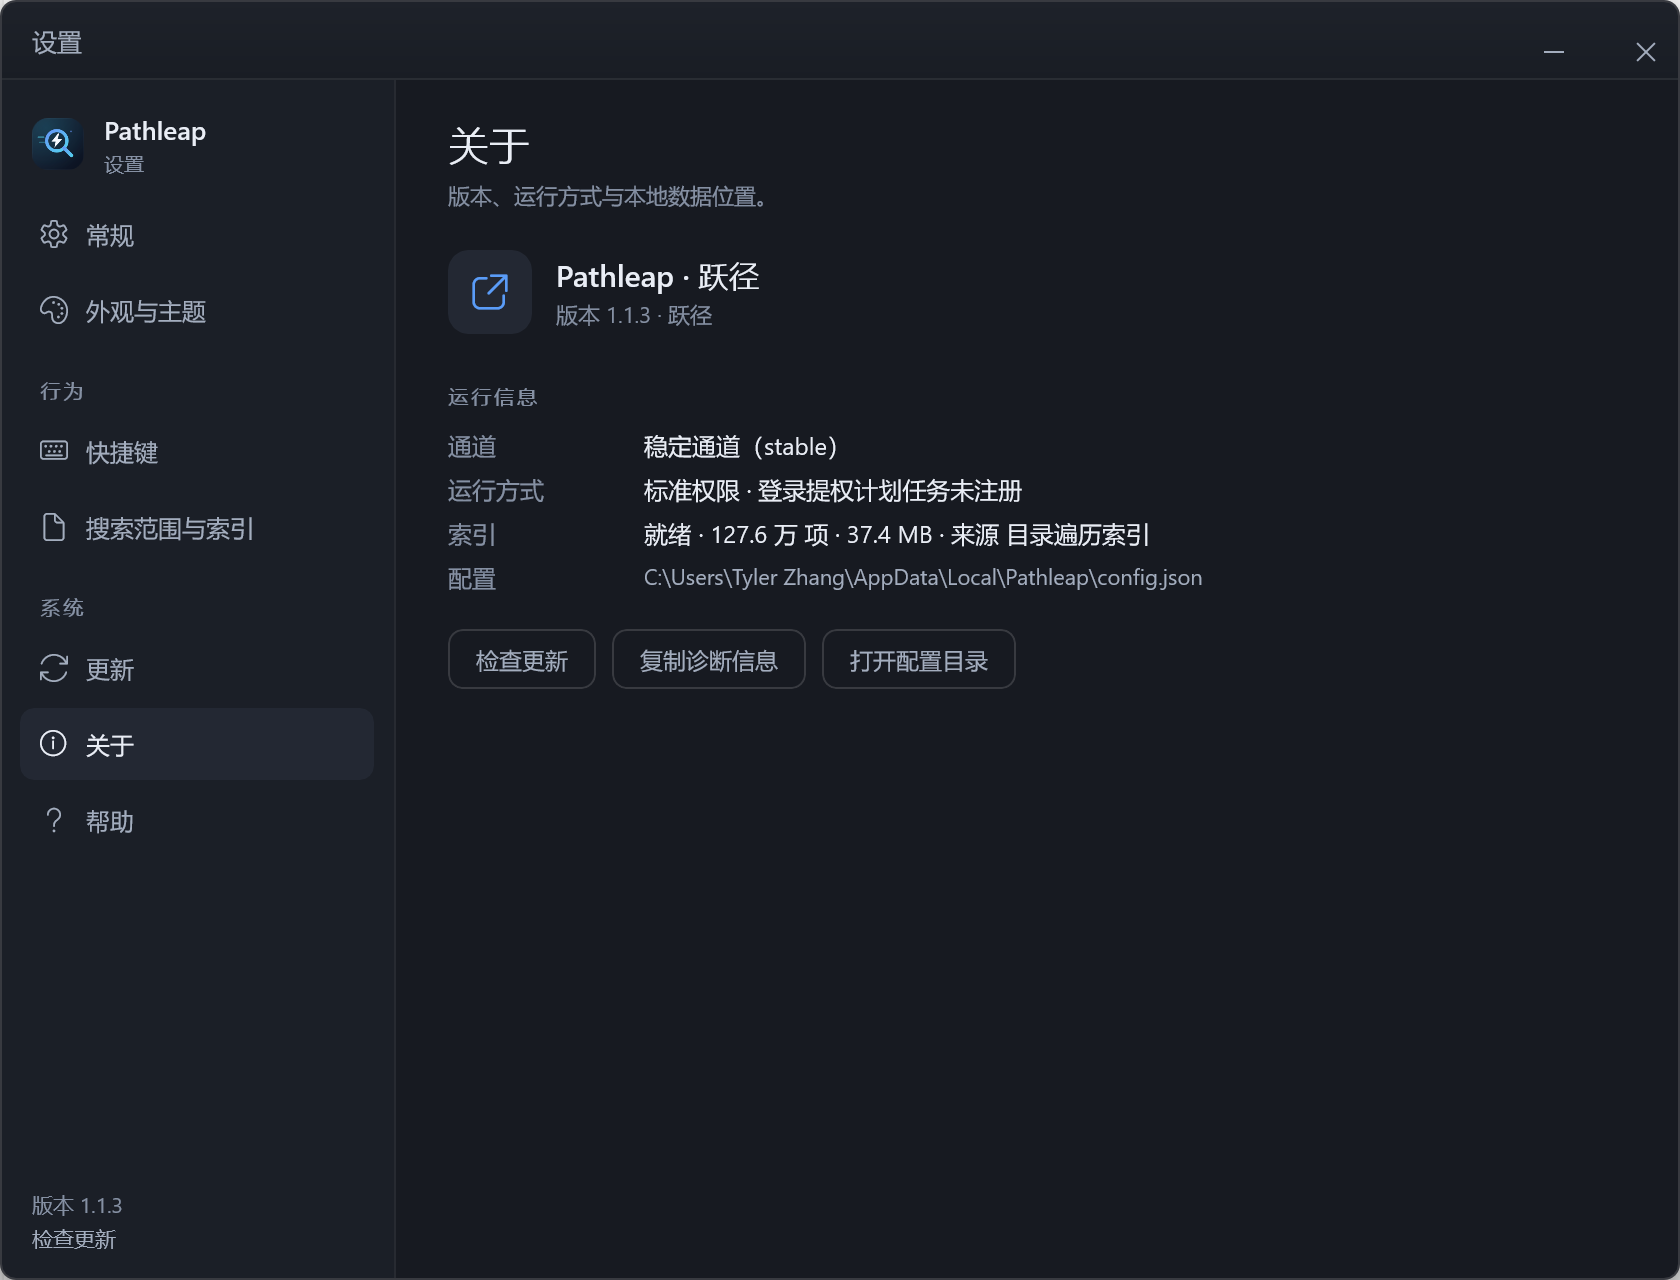 设置
Pathleap
设置
常规
外观与主题
行为
快捷键
搜索范围与索引
系统
更新
关于
帮助
版本 1.1.3
检查更新
关于
版本、运行方式与本地数据位置。
Pathleap · 跃径
版本 1.1.3 · 跃径
运行信息
通道 稳定通道（stable）
运行方式 标准权限 · 登录提权计划任务未注册
索引 就绪 · 127.6 万 项 · 37.4 MB · 来源 目录遍历索引
配置 C:\Users\Tyler Zhang\AppData\Local\Pathleap\config.json
检查更新 复制诊断信息 打开配置目录